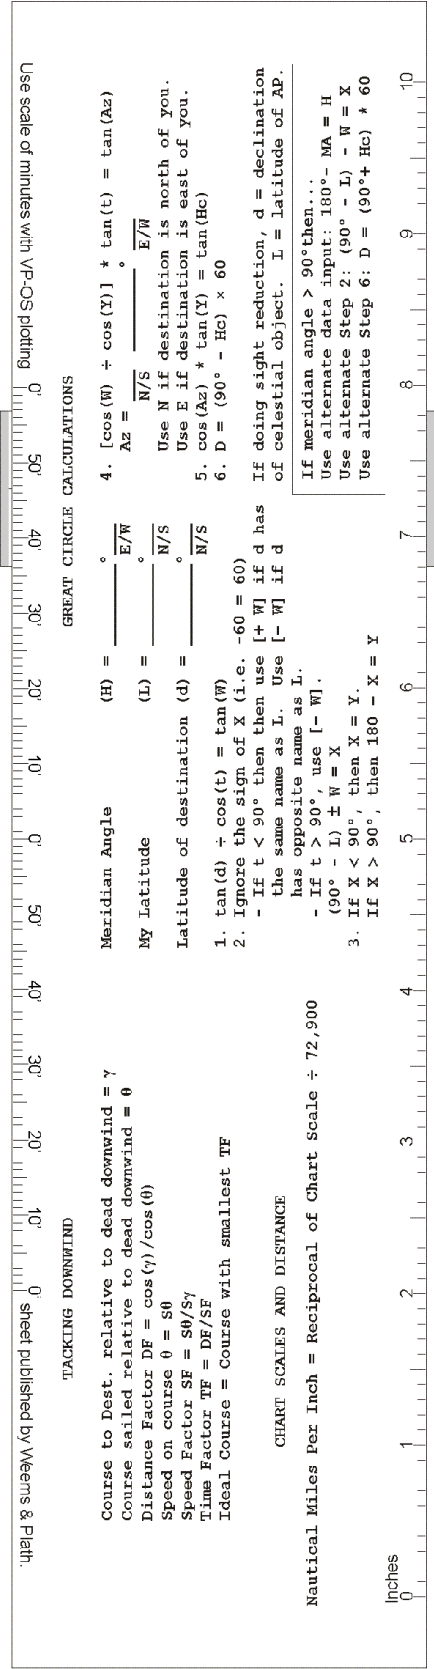 Use scale of minutes with VP-OS plotting 0' 50' 40' 30' 20' 10' 0' 50' 40' 30' 20' 10' 0' sheet published by Weems & Plath.
TACKING DOWNWIND
Course to Dest. relative to dead downwind = γ
Course sailed relative to dead downwind = θ
Distance Factor DF = cos(γ)/cos(θ)
Speed on course θ = Sθ
Speed Factor SF = Sθ/Sγ
Time Factor TF = DF/SF
Ideal Course = Course with smallest TF
CHART SCALES AND DISTANCE
Nautical Miles Per Inch = Reciprocal of Chart Scale ÷ 72,900
GREAT CIRCLE CALCULATIONS
Meridian Angle (H) = ______° E/W
My Latitude (L) = ______° N/S
Latitude of destination (d) = ______° N/S
1. tan(d) ÷ cos(t) = tan(W)
2. Ignore the sign of X (i.e. -60 = 60)
- If t < 90° then then use [+ W] if d has
the same name as L. Use [- W] if d
has opposite name as L.
- If t > 90°, use [- W].
(90° - L) ± W = X
3. If X < 90°, then X = Y.
If X > 90°, then 180 - X = Y
4. [cos(W) ÷ cos(Y)] * tan(t) = tan(Az)
Az = N/S ______° E/W
Use N if destination is north of you.
Use E if destination is east of you.
5. cos(Az) * tan(Y) = tan(Hc)
6. D = (90° - Hc) × 60
If doing sight reduction, d = declination
of celestial object. L = latitude of AP.
If meridian angle > 90°then...
Use alternate data input: 180°- MA = H
Use alternate Step 2: (90° - L) - W = X
Use alternate Step 6: D = (90°+ Hc) * 60
Inches
0 1 2 3 4 5 6 7 8 9 10